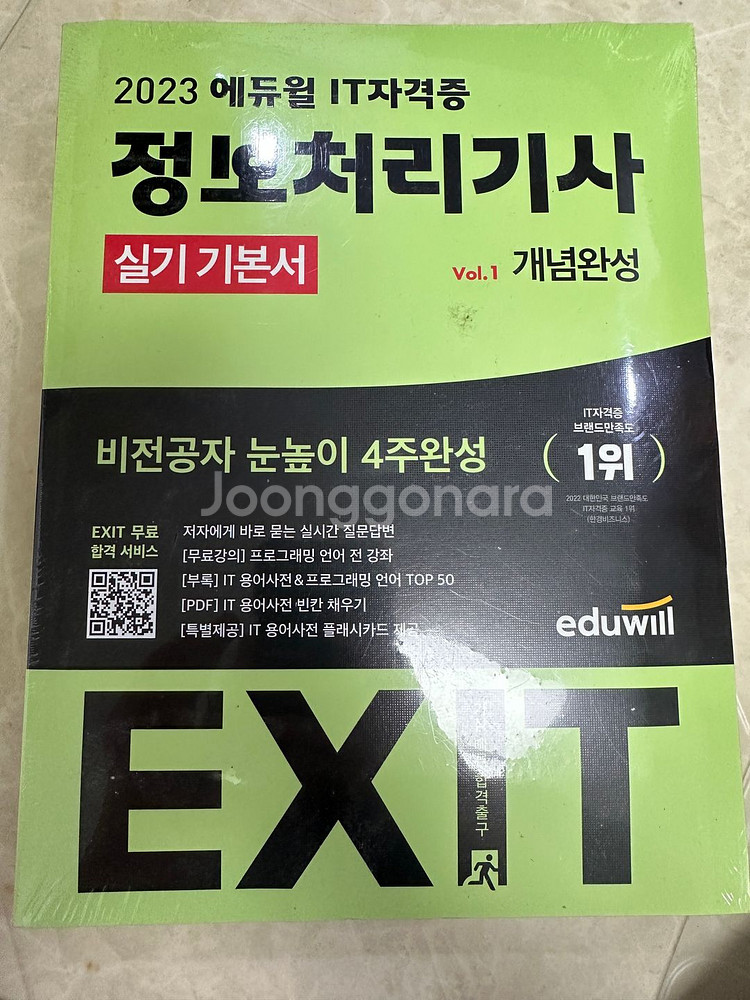 2023 에듀윌 IT자격증
정보처리기사
실기 기본서
Vol.1 개념완성
IT자격증
브랜드만족도
1위
2022 대한민국 브랜드만족도
IT자격증 교육 1위
(한경비즈니스)
비전공자 눈높이 4주완성
Joonggonara
EXIT 무료
합격 서비스
저자에게 바로 묻는 실시간 질문답변
[무료강의] 프로그래밍 언어 전 강좌
[부록] IT 용어사전&프로그래밍 언어 TOP 50
[PDF] IT 용어사전 빈칸 채우기
[특별제공] IT 용어사전 플래시카드 제공
eduwill
EXIT
합격출구